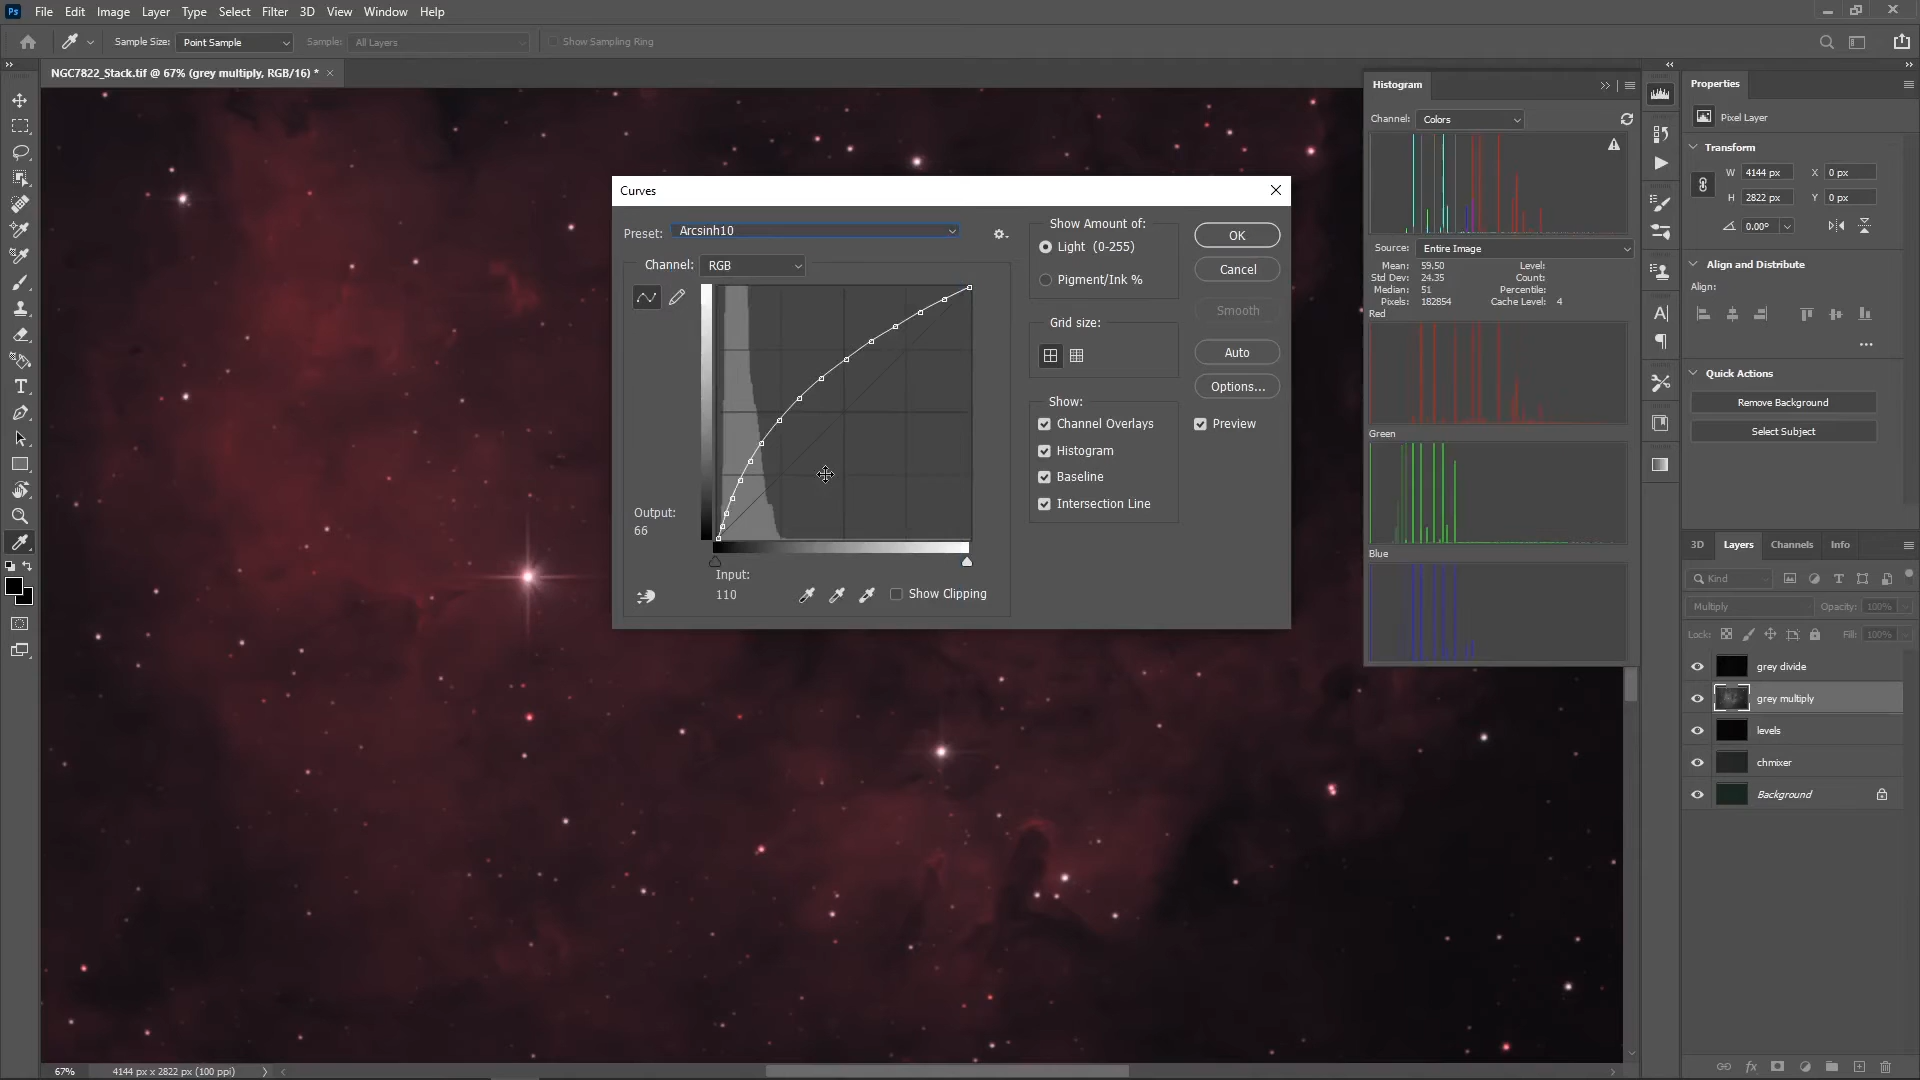 Ps File Edit Image Layer Type Select Filter 3D View Window Help
Sample Size: Point Sample Sample: All Layers Show Sampling Ring
NGC7822_Stack.tif @ 67% (grey multiply, RGB/16) * ×
Curves
Preset: Arcsinh10
Channel: RGB
Output:
66
Input:
110
Show Clipping
Show Amount of:
Light (0-255)
Pigment/Ink %
Grid size:
Show:
Channel Overlays
Histogram
Baseline
Intersection Line
OK
Cancel
Smooth
Auto
Options...
Preview
Histogram
Channel: Colors
Source: Entire Image
Mean: 59.50 Level:
Std Dev: 24.35 Count:
Median: 51 Percentile:
Pixels: 182854 Cache Level: 4
Red
Green
Blue
Properties
Pixel Layer
Transform
W 4144 px X 0 px
H 2822 px Y 0 px
0.00°
Align and Distribute
Align:
Quick Actions
Remove Background
Select Subject
3D Layers Channels Info
Kind
Multiply Opacity: 100%
Lock: Fill: 100%
grey divide
grey multiply
levels
chmixer
Background
67% 4144 px x 2822 px (100 ppi)